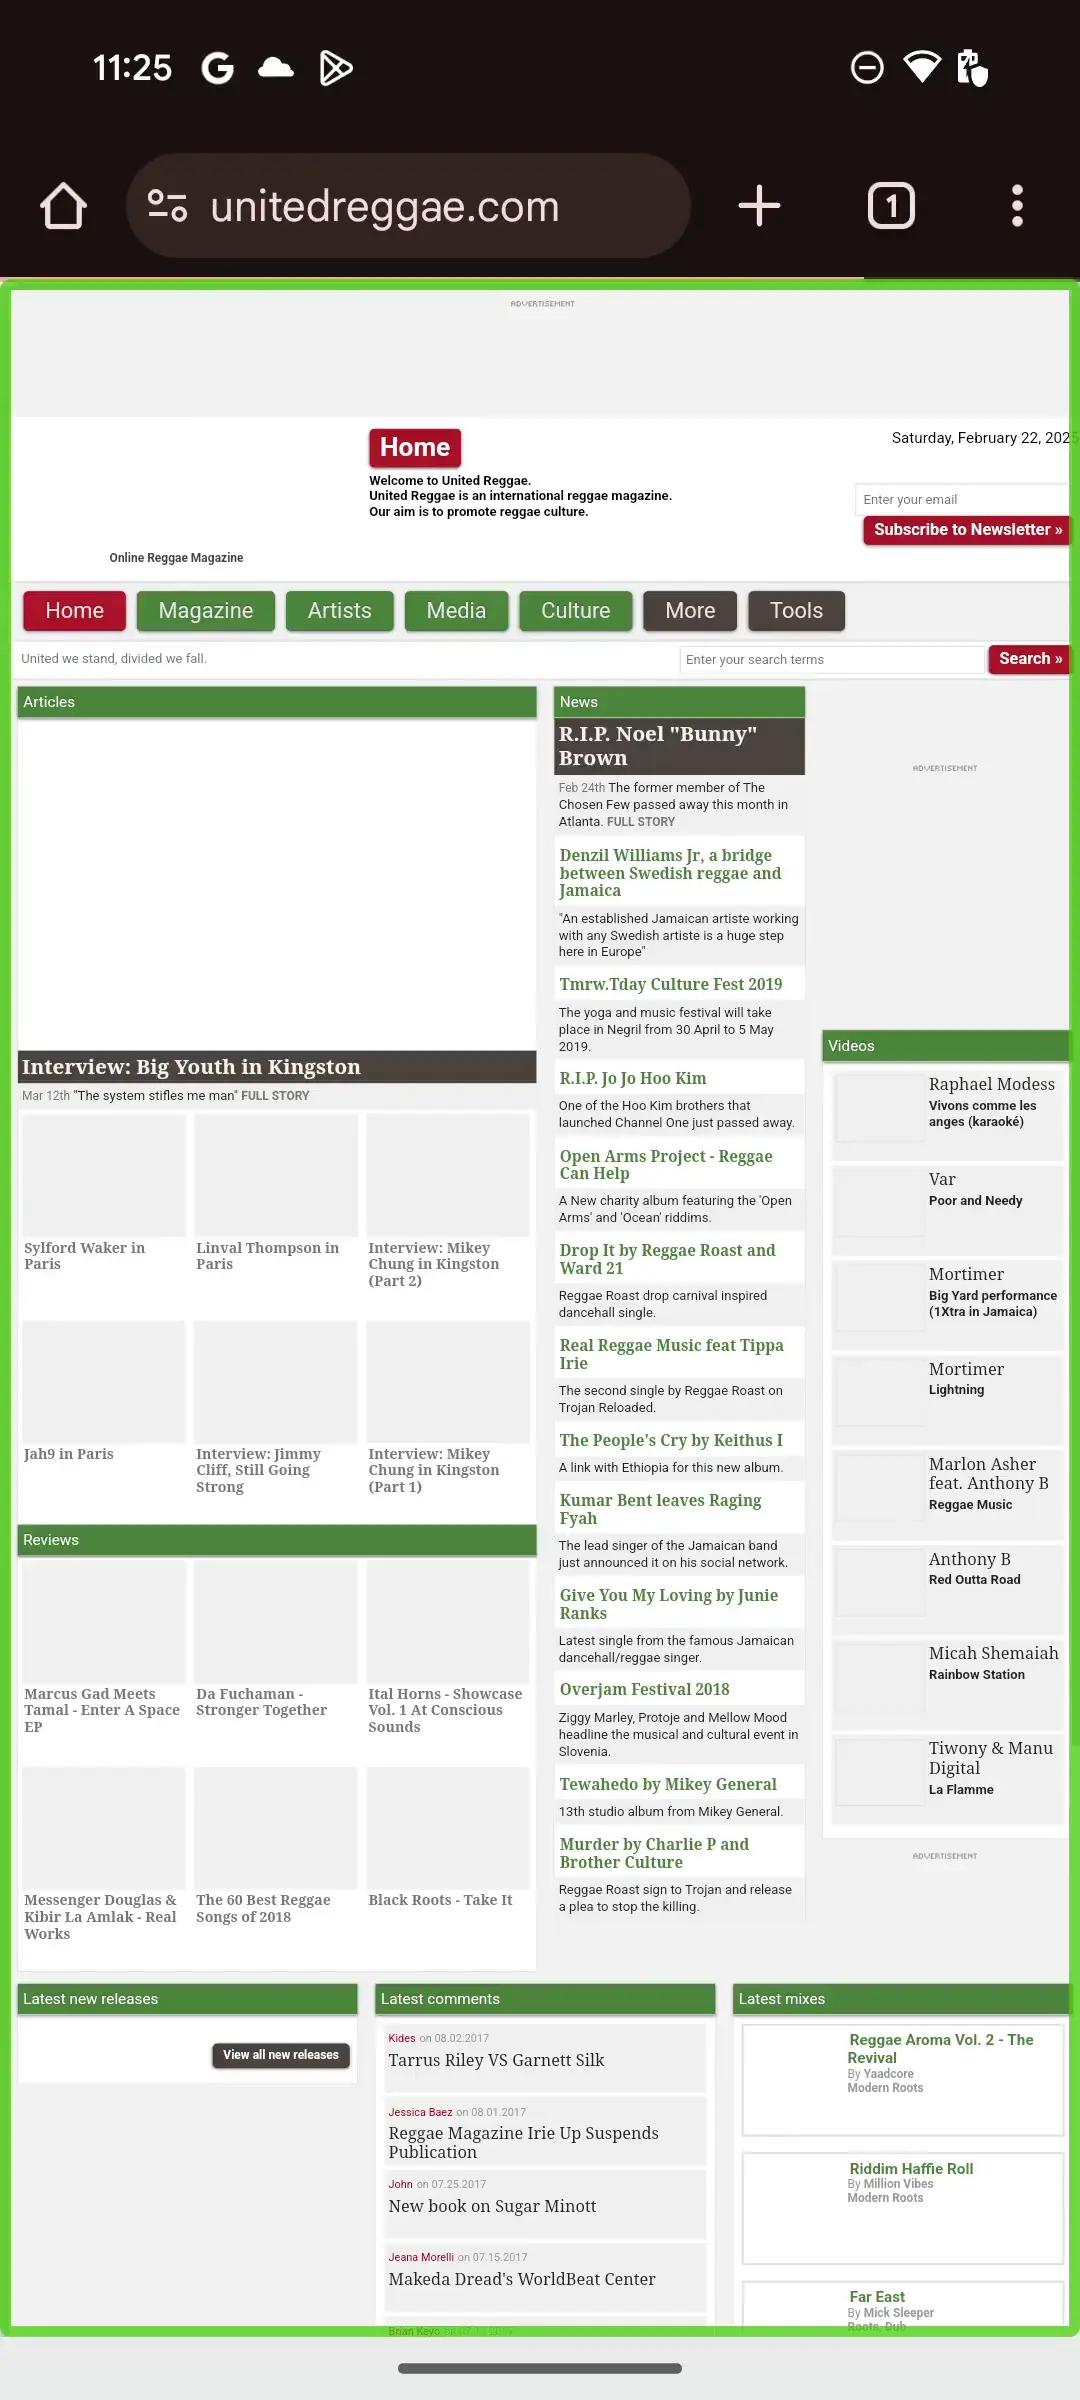 11:25
unitedreggae.com
1
ADVERTISEMENT
Home
Welcome to United Reggae.
United Reggae is an international reggae magazine.
Our aim is to promote reggae culture.
Online Reggae Magazine
Saturday, February 22, 2025
Enter your email
Subscribe to Newsletter »
Home
Magazine
Artists
Media
Culture
More
Tools
United we stand, divided we fall.
Enter your search terms
Search »
Articles
Interview: Big Youth in Kingston
Mar 12th "The system stifles me man" FULL STORY
Sylford Waker in
Paris
Linval Thompson in
Paris
Interview: Mikey
Chung in Kingston
(Part 2)
Jah9 in Paris
Interview: Jimmy
Cliff, Still Going
Strong
Interview: Mikey
Chung in Kingston
(Part 1)
Reviews
Marcus Gad Meets
Tamal - Enter A Space
EP
Da Fuchaman -
Stronger Together
Ital Horns - Showcase
Vol. 1 At Conscious
Sounds
Messenger Douglas &
Kibir La Amlak - Real
Works
The 60 Best Reggae
Songs of 2018
Black Roots - Take It
News
R.I.P. Noel "Bunny"
Brown
Feb 24th The former member of The
Chosen Few passed away this month in
Atlanta. FULL STORY
Denzil Williams Jr, a bridge
between Swedish reggae and
Jamaica
"An established Jamaican artiste working
with any Swedish artiste is a huge step
here in Europe"
Tmrw.Tday Culture Fest 2019
The yoga and music festival will take
place in Negril from 30 April to 5 May
2019.
R.I.P. Jo Jo Hoo Kim
One of the Hoo Kim brothers that
launched Channel One just passed away.
Open Arms Project - Reggae
Can Help
A New charity album featuring the 'Open
Arms' and 'Ocean' riddims.
Drop It by Reggae Roast and
Ward 21
Reggae Roast drop carnival inspired
dancehall single.
Real Reggae Music feat Tippa
Irie
The second single by Reggae Roast on
Trojan Reloaded.
The People's Cry by Keithus I
A link with Ethiopia for this new album.
Kumar Bent leaves Raging
Fyah
The lead singer of the Jamaican band
just announced it on his social network.
Give You My Loving by Junie
Ranks
Latest single from the famous Jamaican
dancehall/reggae singer.
Overjam Festival 2018
Ziggy Marley, Protoje and Mellow Mood
headline the musical and cultural event in
Slovenia.
Tewahedo by Mikey General
13th studio album from Mikey General.
Murder by Charlie P and
Brother Culture
Reggae Roast sign to Trojan and release
a plea to stop the killing.
ADVERTISEMENT
Videos
Raphael Modess
Vivons comme les
anges (karaoké)
Var
Poor and Needy
Mortimer
Big Yard performance
(1Xtra in Jamaica)
Mortimer
Lightning
Marlon Asher
feat. Anthony B
Reggae Music
Anthony B
Red Outta Road
Micah Shemaiah
Rainbow Station
Tiwony & Manu
Digital
La Flamme
ADVERTISEMENT
Latest new releases
View all new releases
Latest comments
Kides on 08.02.2017
Tarrus Riley VS Garnett Silk
Jessica Baez on 08.01.2017
Reggae Magazine Irie Up Suspends
Publication
John on 07.25.2017
New book on Sugar Minott
Jeana Morelli on 07.15.2017
Makeda Dread's WorldBeat Center
Brian Kevo on
Latest mixes
Reggae Aroma Vol. 2 - The
Revival
By Yaadcore
Modern Roots
Riddim Haffie Roll
By Million Vibes
Modern Roots
Far East
By Mick Sleeper
Roots, Dub